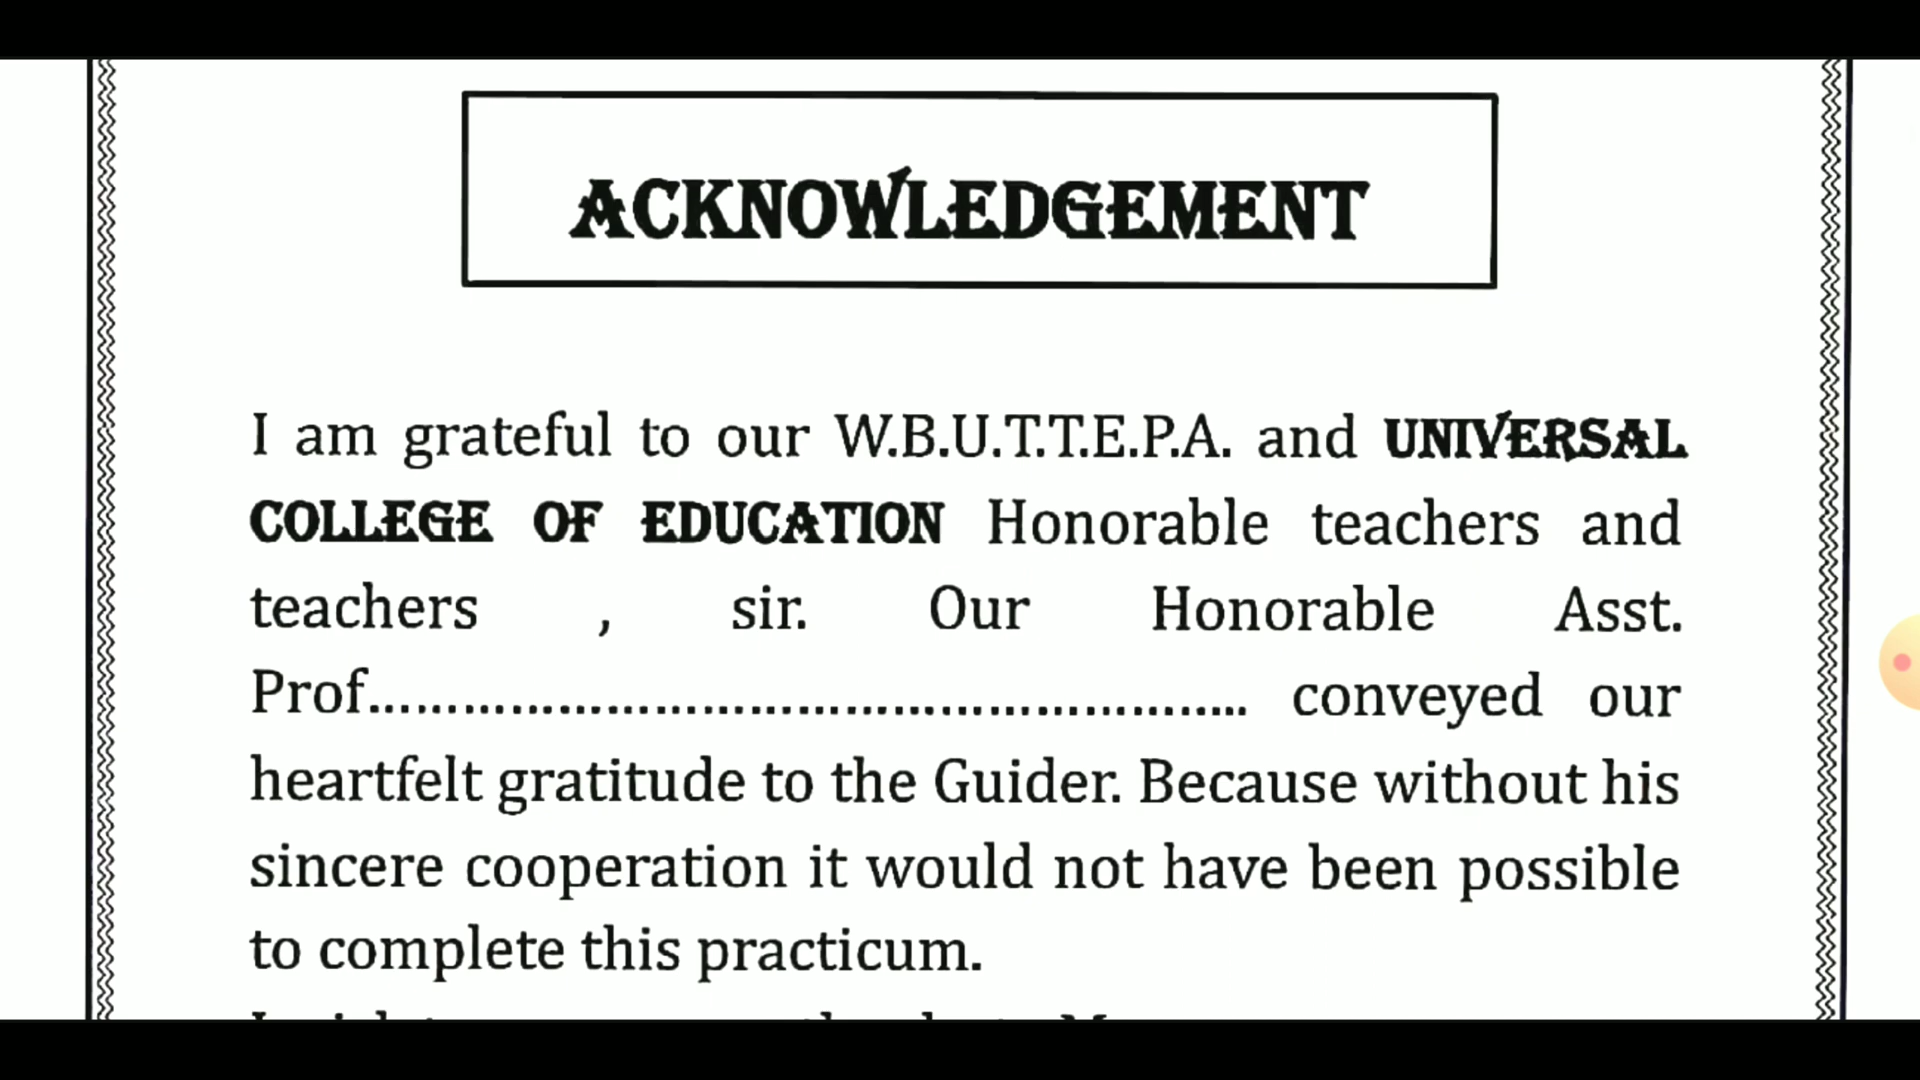 ACKNOWLEDGEMENT
I am grateful to our W.B.U.T.T.E.P.A. and UNIVERSAL
COLLEGE OF EDUCATION Honorable teachers and
teachers , sir. Our Honorable Asst.
Prof........................................................ conveyed our
heartfelt gratitude to the Guider. Because without his
sincere cooperation it would not have been possible
to complete this practicum.